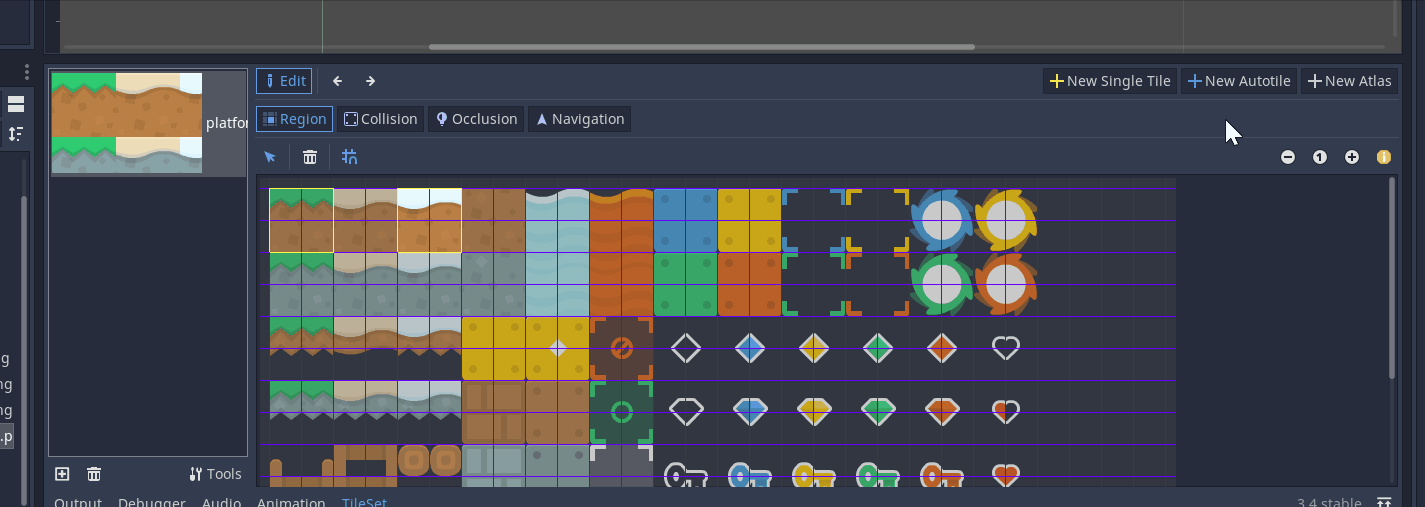 Edit
New Single Tile
New Autotile
New Atlas
Region
Collision
Occlusion
Navigation
platfor
1
g
ng
ng
.p
Tools
Output
Debugger
Audio
Animation
TileSet
3.4.stable